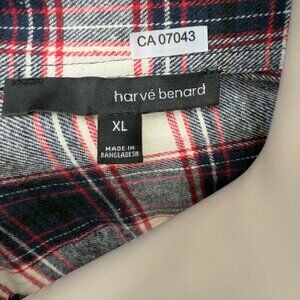 CA 07043
harvé benard
XL
MADE IN
BANGLADESH